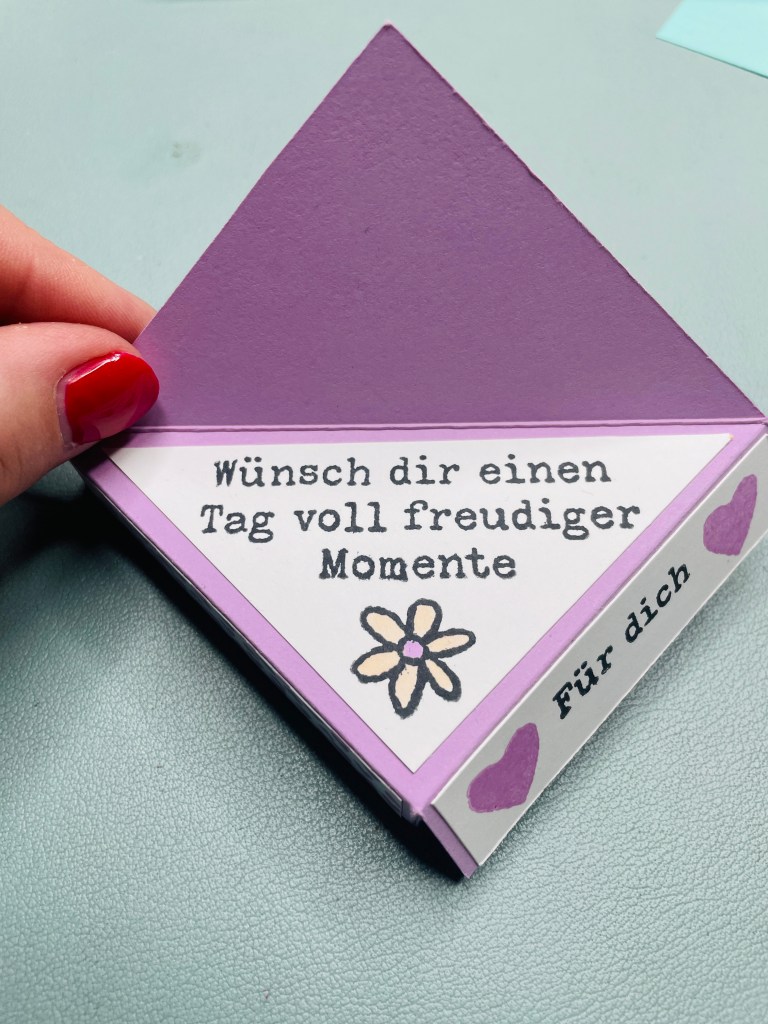 Wünsch dir einen
Tag voll freudiger
Momente
Für dich